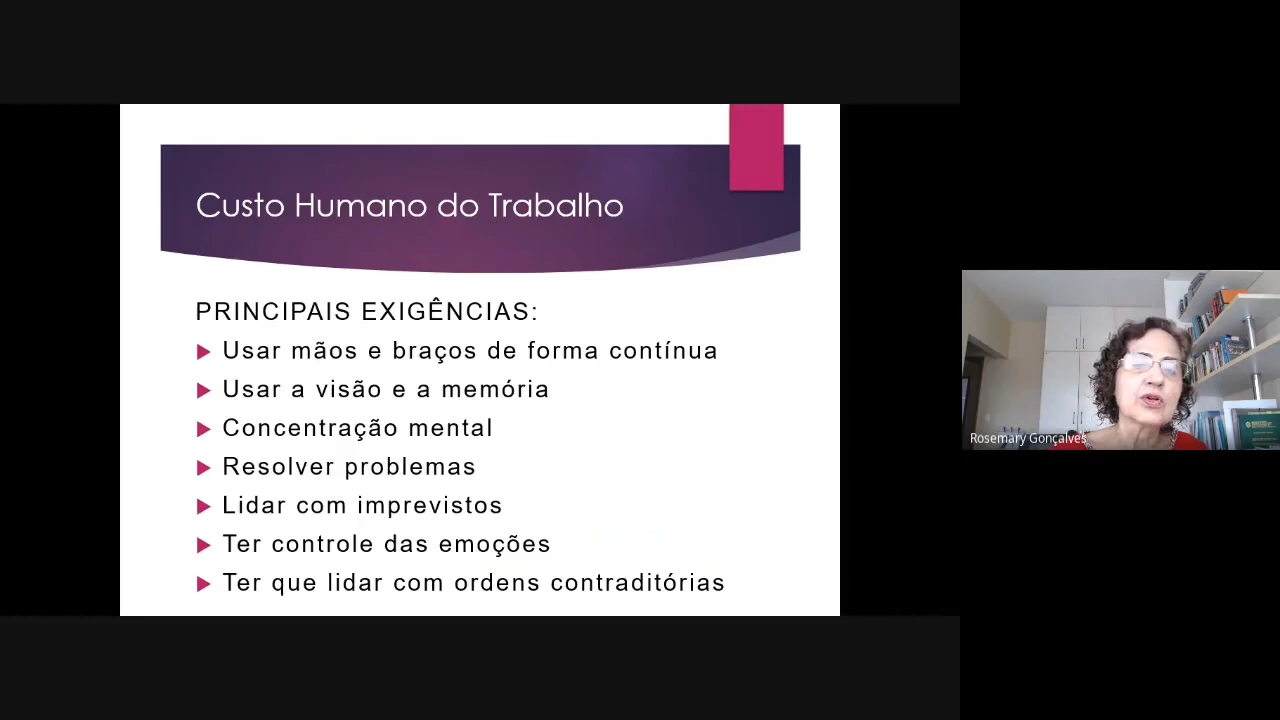 Custo Humano do Trabalho
PRINCIPAIS EXIGÊNCIAS:
Usar mãos e braços de forma contínua
Usar a visão e a memória
Concentração mental
Resolver problemas
Lidar com imprevistos
Ter controle das emoções
Ter que lidar com ordens contraditórias
Rosemary Gonçalves